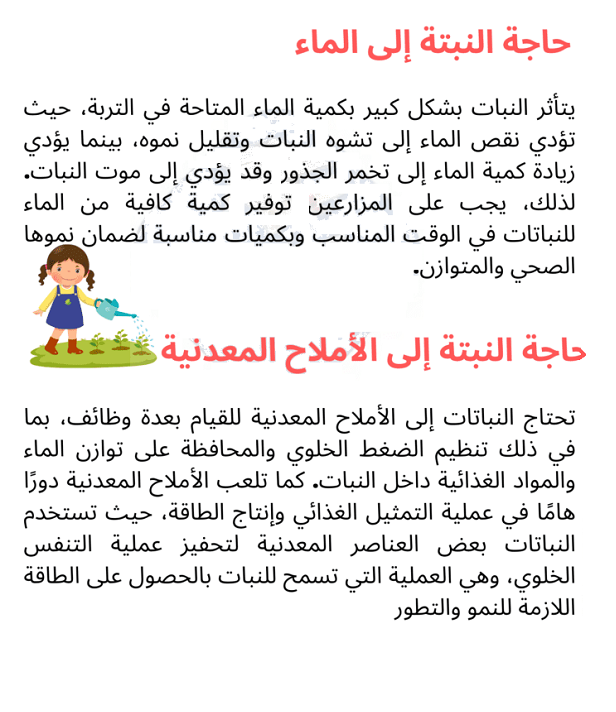 حاجة النبتة إلى الماء
يتأثر النبات بشكل كبير بكمية الماء المتاحة في التربة، حيث
تؤدي نقص الماء إلى تشوه النبات وتقليل نموه، بينما يؤدي
زيادة كمية الماء إلى تخمر الجذور وقد يؤدي إلى موت النبات.
لذلك، يجب على المزارعين توفير كمية كافية من الماء
للنباتات في الوقت المناسب وبكميات مناسبة لضمان نموها
الصحي والمتوازن.
حاجة النبتة إلى الأملاح المعدنية
تحتاج النباتات إلى الأملاح المعدنية للقيام بعدة وظائف، بما
في ذلك تنظيم الضغط الخلوي والمحافظة على توازن الماء
والمواد الغذائية داخل النبات. كما تلعب الأملاح المعدنية دورًا
هامًا في عملية التمثيل الغذائي وإنتاج الطاقة، حيث تستخدم
النباتات بعض العناصر المعدنية لتحفيز عملية التنفس
الخلوي، وهي العملية التي تسمح للنبات بالحصول على الطاقة
اللازمة للنمو والتطور